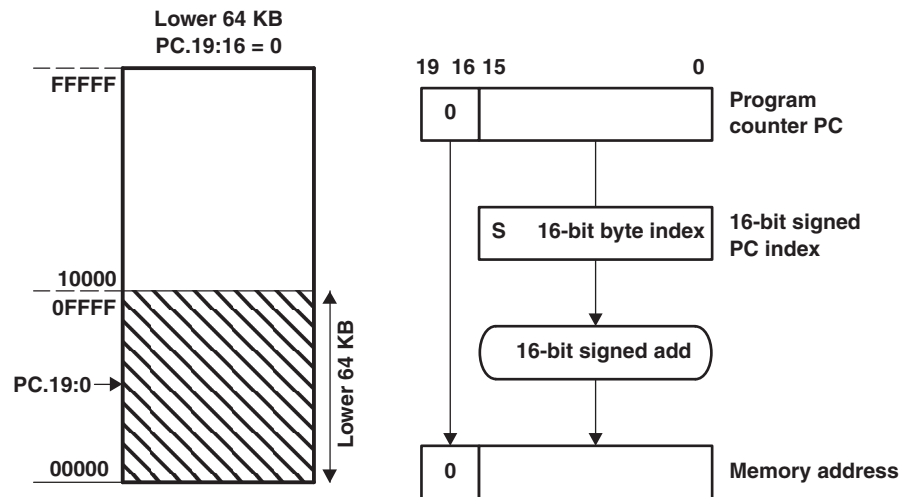 Lower 64 KB
PC.19:16 = 0
FFFFF
10000
0FFFF
PC.19:0
00000
Lower 64 KB
19 16 15 0
0
Program
counter PC
S 16-bit byte index
16-bit signed
PC index
16-bit signed add
0
Memory address